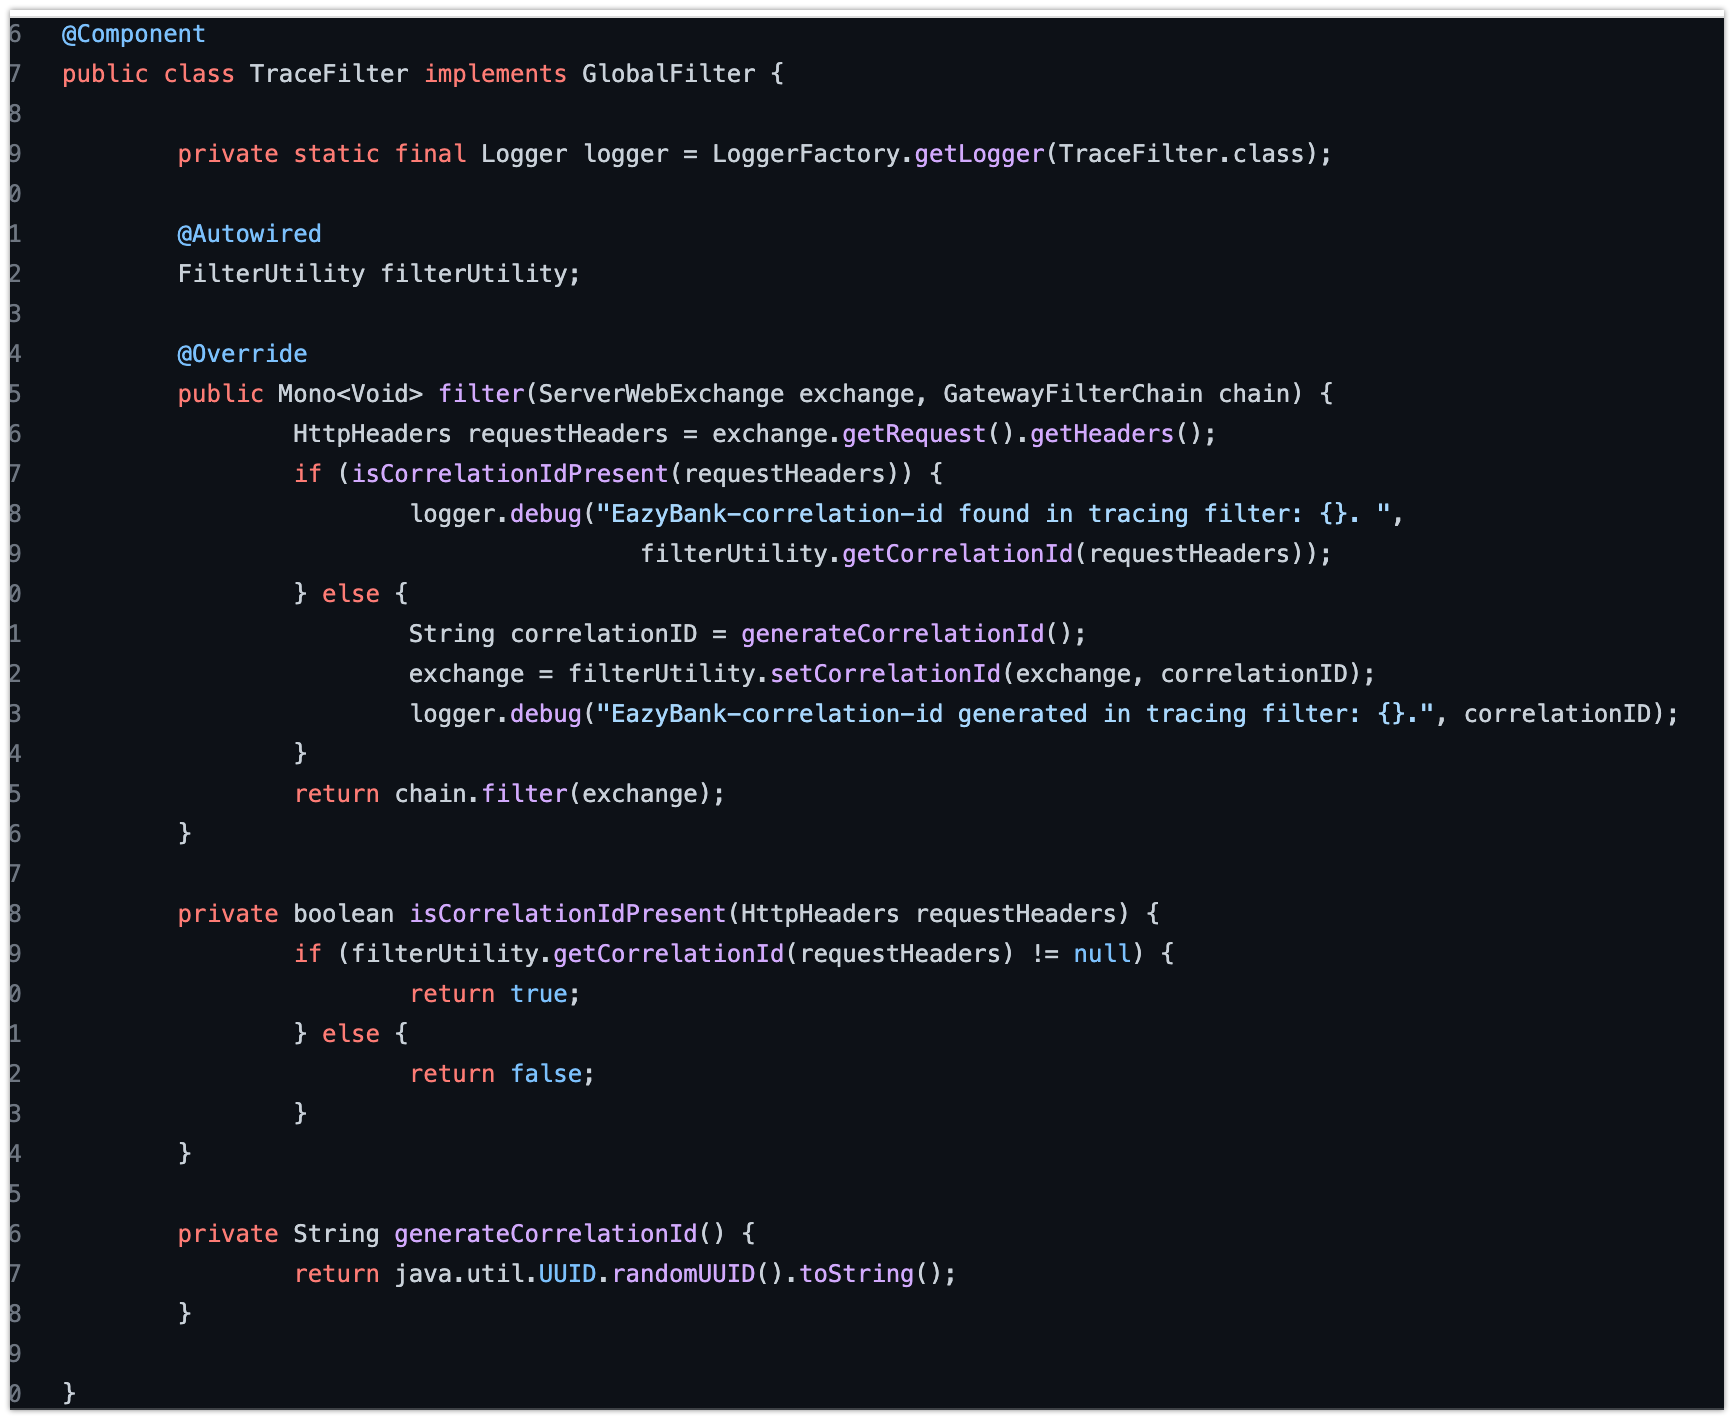 6 @Component
7 public class TraceFilter implements GlobalFilter {
8
9 private static final Logger logger = LoggerFactory.getLogger(TraceFilter.class);
0
1 @Autowired
2 FilterUtility filterUtility;
3
4 @Override
5 public Mono<Void> filter(ServerWebExchange exchange, GatewayFilterChain chain) {
6 HttpHeaders requestHeaders = exchange.getRequest().getHeaders();
7 if (isCorrelationIdPresent(requestHeaders)) {
8 logger.debug("EazyBank-correlation-id found in tracing filter: {}. ",
9 filterUtility.getCorrelationId(requestHeaders));
0 } else {
1 String correlationID = generateCorrelationId();
2 exchange = filterUtility.setCorrelationId(exchange, correlationID);
3 logger.debug("EazyBank-correlation-id generated in tracing filter: {}.", correlationID);
4 }
5 return chain.filter(exchange);
6 }
7
8 private boolean isCorrelationIdPresent(HttpHeaders requestHeaders) {
9 if (filterUtility.getCorrelationId(requestHeaders) != null) {
0 return true;
1 } else {
2 return false;
3 }
4 }
5
6 private String generateCorrelationId() {
7 return java.util.UUID.randomUUID().toString();
8 }
9
0 }